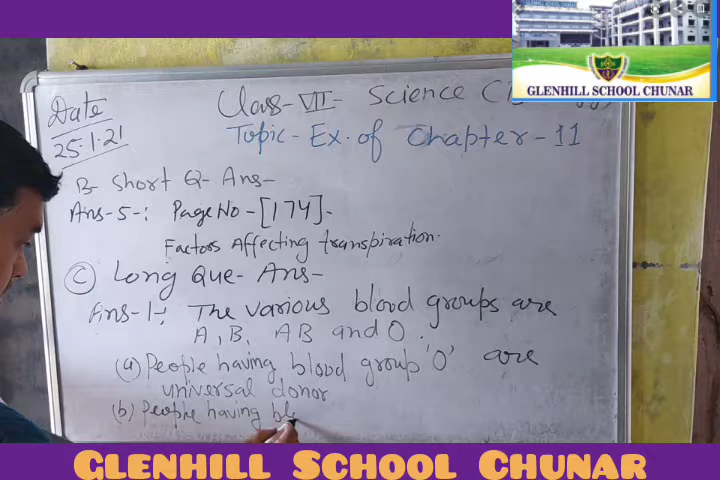 GLENHILL SCHOOL CHUNAR
Date
25.1.21
Class-VII- Science
Topic - Ex. of Chapter - 11
B- Short Q- Ans-
Ans-5-: Page No -[174].
Factors Affecting transpiration.
(C) Long Que- Ans-
Ans-1-: The various blood groups are
A, B, AB and O.
(a) People having blood group 'O' are
universal donor
(b) People having bl
GLENHILL SCHOOL CHUNAR